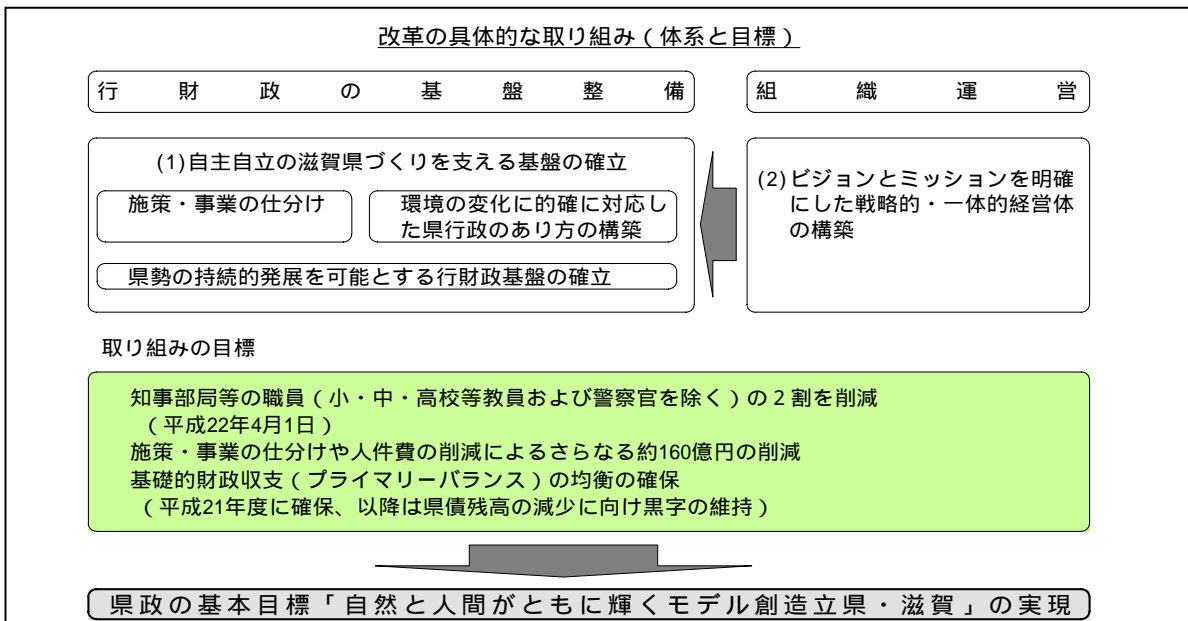 改革の具体的な取り組み（体系と目標）
行財政の基盤整備
組織運営
(1)自主自立の滋賀県づくりを支える基盤の確立
施策・事業の仕分け
環境の変化に的確に対応し
た県行政のあり方の構築
県勢の持続的発展を可能とする行財政基盤の確立
(2)ビジョンとミッションを明確
にした戦略的・一体的経営体
の構築
取り組みの目標
知事部局等の職員（小・中・高校等教員および警察官を除く）の２割を削減
（平成22年4月1日）
施策・事業の仕分けや人件費の削減によるさらなる約160億円の削減
基礎的財政収支（プライマリーバランス）の均衡の確保
（平成21年度に確保、以降は県債残高の減少に向け黒字の維持）
県政の基本目標「自然と人間がともに輝くモデル創造立県・滋賀」の実現